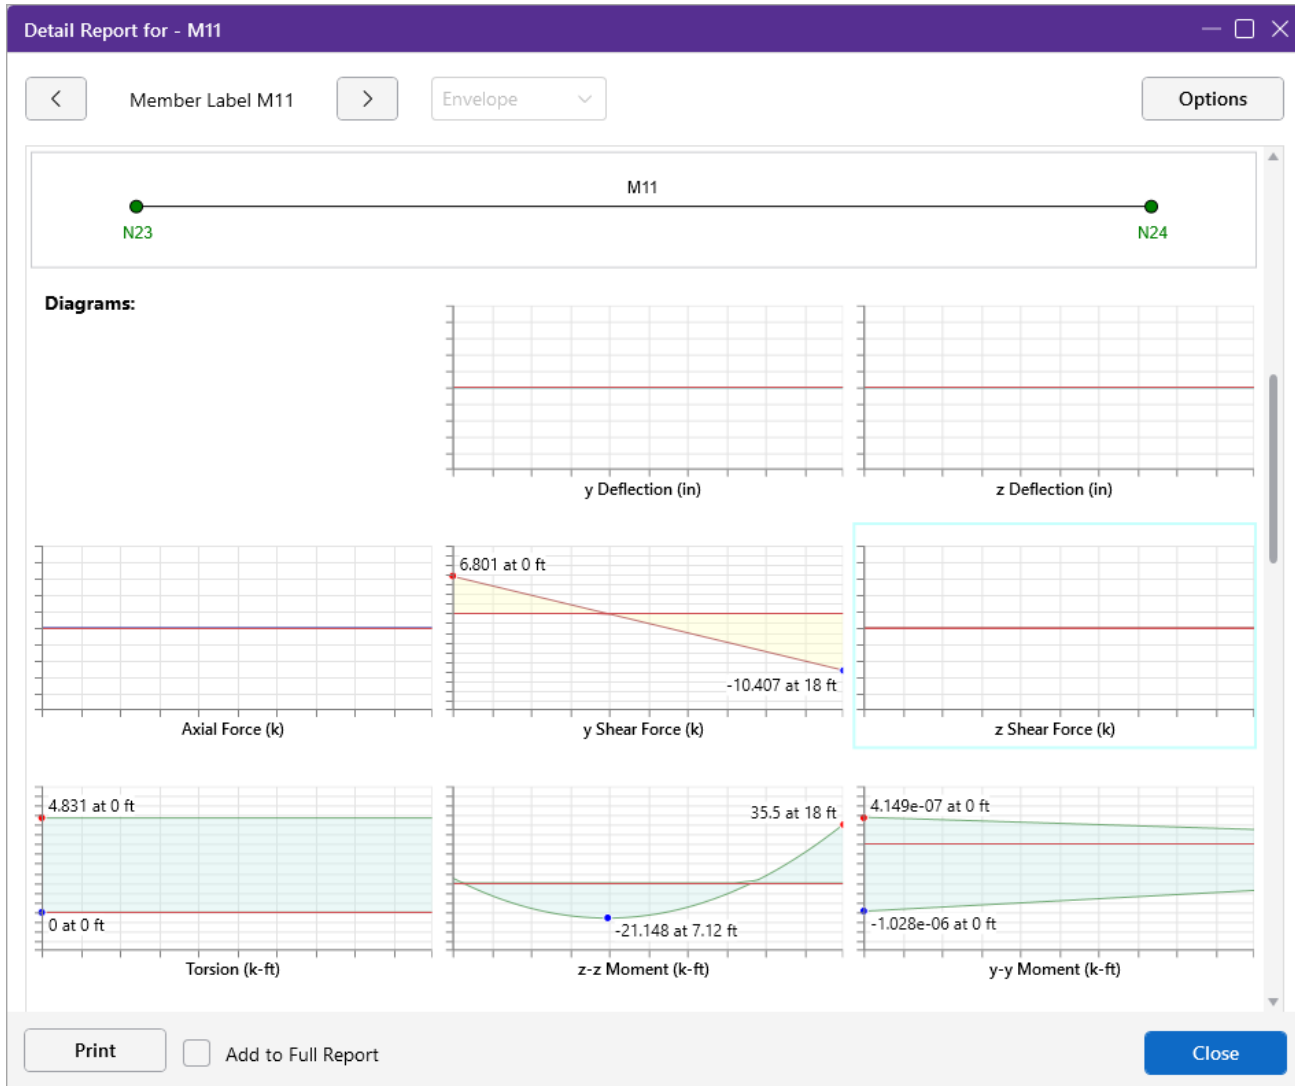 Detail Report for - M11
Member Label M11
Envelope
Options
M11
N23
N24
Diagrams:
y Deflection (in)
z Deflection (in)
6.801 at 0 ft
-10.407 at 18 ft
Axial Force (k)
y Shear Force (k)
z Shear Force (k)
4.831 at 0 ft
0 at 0 ft
35.5 at 18 ft
-21.148 at 7.12 ft
4.149e-07 at 0 ft
-1.028e-06 at 0 ft
Torsion (k-ft)
z-z Moment (k-ft)
y-y Moment (k-ft)
Print
Add to Full Report
Close